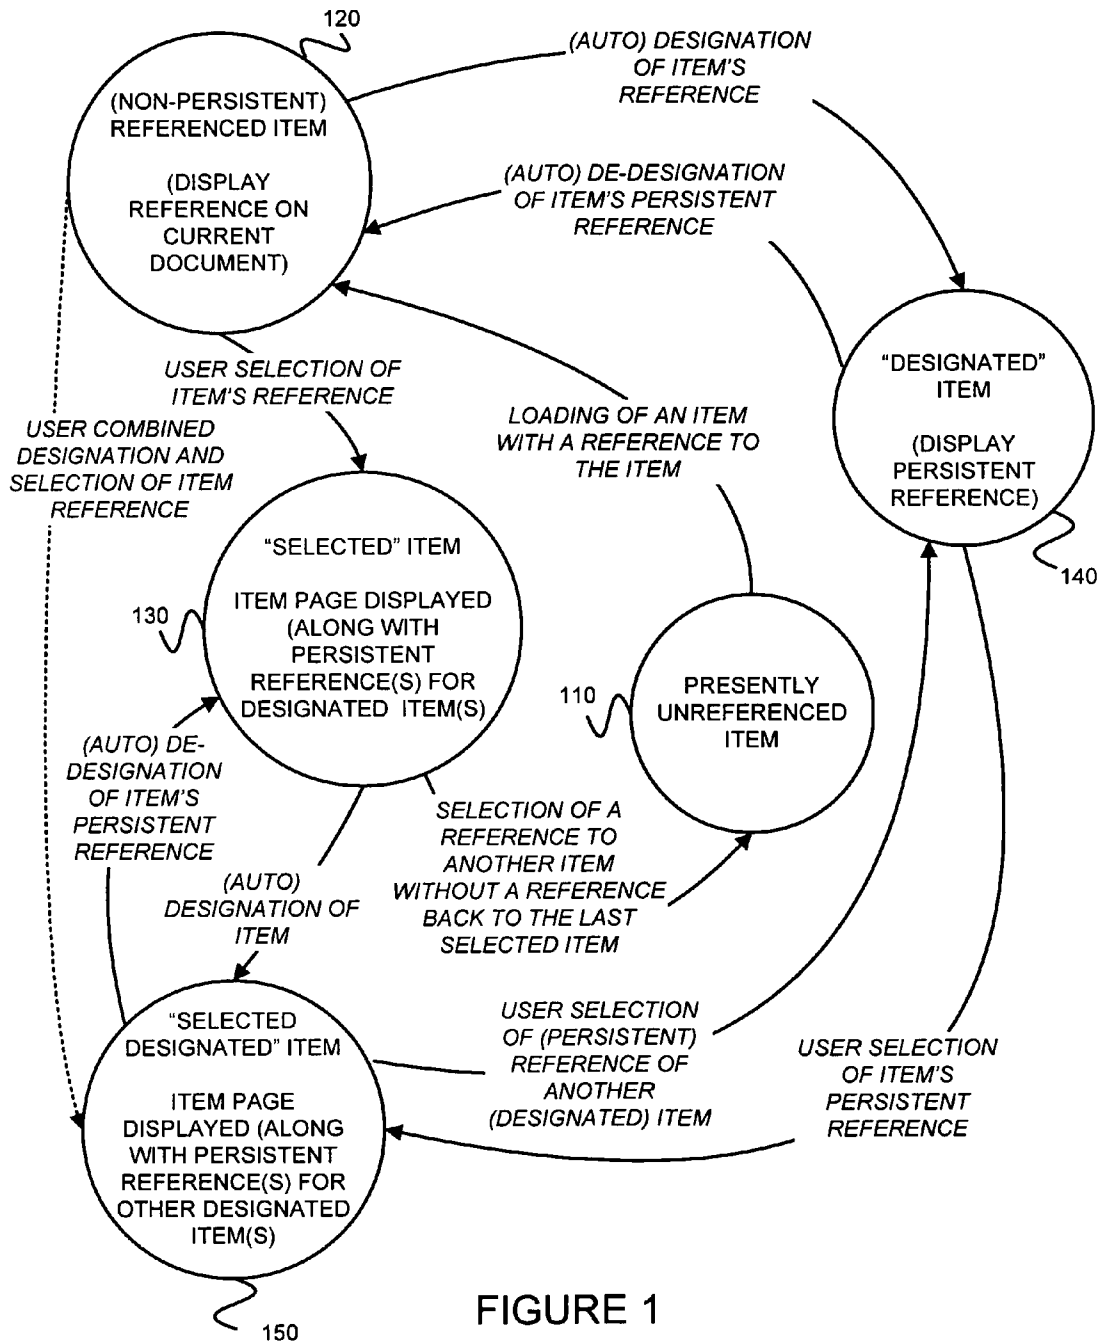 120
(NON-PERSISTENT)
REFERENCED ITEM
(DISPLAY
REFERENCE ON
CURRENT
DOCUMENT)
(AUTO) DESIGNATION
OF ITEM'S
REFERENCE
(AUTO) DE-DESIGNATION
OF ITEM'S PERSISTENT
REFERENCE
"DESIGNATED"
ITEM
(DISPLAY
PERSISTENT
REFERENCE)
140
USER SELECTION OF
ITEM'S REFERENCE
USER COMBINED
DESIGNATION AND
SELECTION OF ITEM
REFERENCE
LOADING OF AN ITEM
WITH A REFERENCE TO
THE ITEM
130
"SELECTED" ITEM
ITEM PAGE DISPLAYED
(ALONG WITH
PERSISTENT
REFERENCE(S) FOR
DESIGNATED ITEM(S)
110
PRESENTLY
UNREFERENCED
ITEM
(AUTO) DE-
DESIGNATION
OF ITEM'S
PERSISTENT
REFERENCE
SELECTION OF A
REFERENCE TO
ANOTHER ITEM
WITHOUT A REFERENCE
BACK TO THE LAST
SELECTED ITEM
(AUTO)
DESIGNATION OF
ITEM
"SELECTED
DESIGNATED" ITEM
ITEM PAGE
DISPLAYED (ALONG
WITH PERSISTENT
REFERENCE(S) FOR
OTHER DESIGNATED
ITEM(S)
150
USER SELECTION
OF (PERSISTENT)
REFERENCE OF
ANOTHER
(DESIGNATED) ITEM
USER SELECTION
OF ITEM'S
PERSISTENT
REFERENCE
FIGURE 1